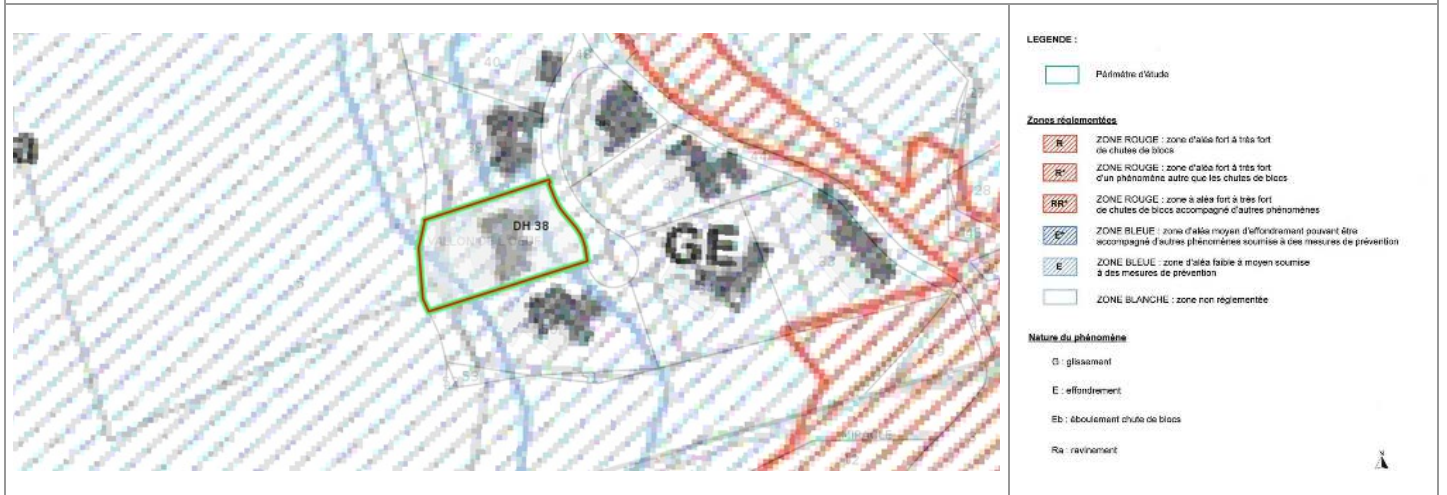 40
DH 38
GE
28
LEGENDE :
Périmètre d'étude
Zones réglementées
R
ZONE ROUGE : zone d'aléa fort à très fort
de chutes de blocs
R*
ZONE ROUGE : zone d'aléa fort à très fort
d'un phénomène autre que les chutes de blocs
RR*
ZONE ROUGE : zone à aléa fort à très fort
de chutes de blocs accompagné d'autres phénomènes
E*
ZONE BLEUE : zone d'aléa moyen d'effondrement pouvant être
accompagné d'autres phénomènes soumise à des mesures de prévention
E
ZONE BLEUE : zone d'aléa faible à moyen soumise
à des mesures de prévention
ZONE BLANCHE : zone non réglementée
Nature du phénomène
G : glissement
E : effondrement
Eb : éboulement chute de blocs
Ra : ravinement
N